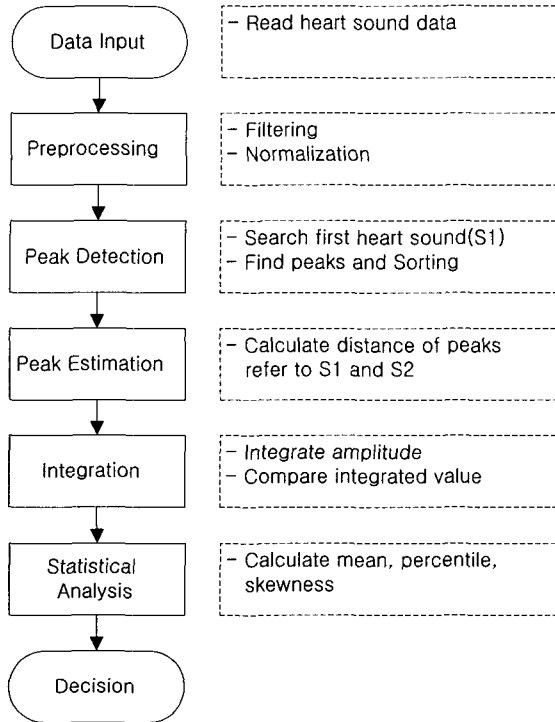 Data Input
- Read heart sound data
Preprocessing
- Filtering
- Normalization
Peak Detection
- Search first heart sound(S1)
- Find peaks and Sorting
Peak Estimation
- Calculate distance of peaks
refer to S1 and S2
Integration
- Integrate amplitude
- Compare integrated value
Statistical
Analysis
- Calculate mean, percentile,
skewness
Decision